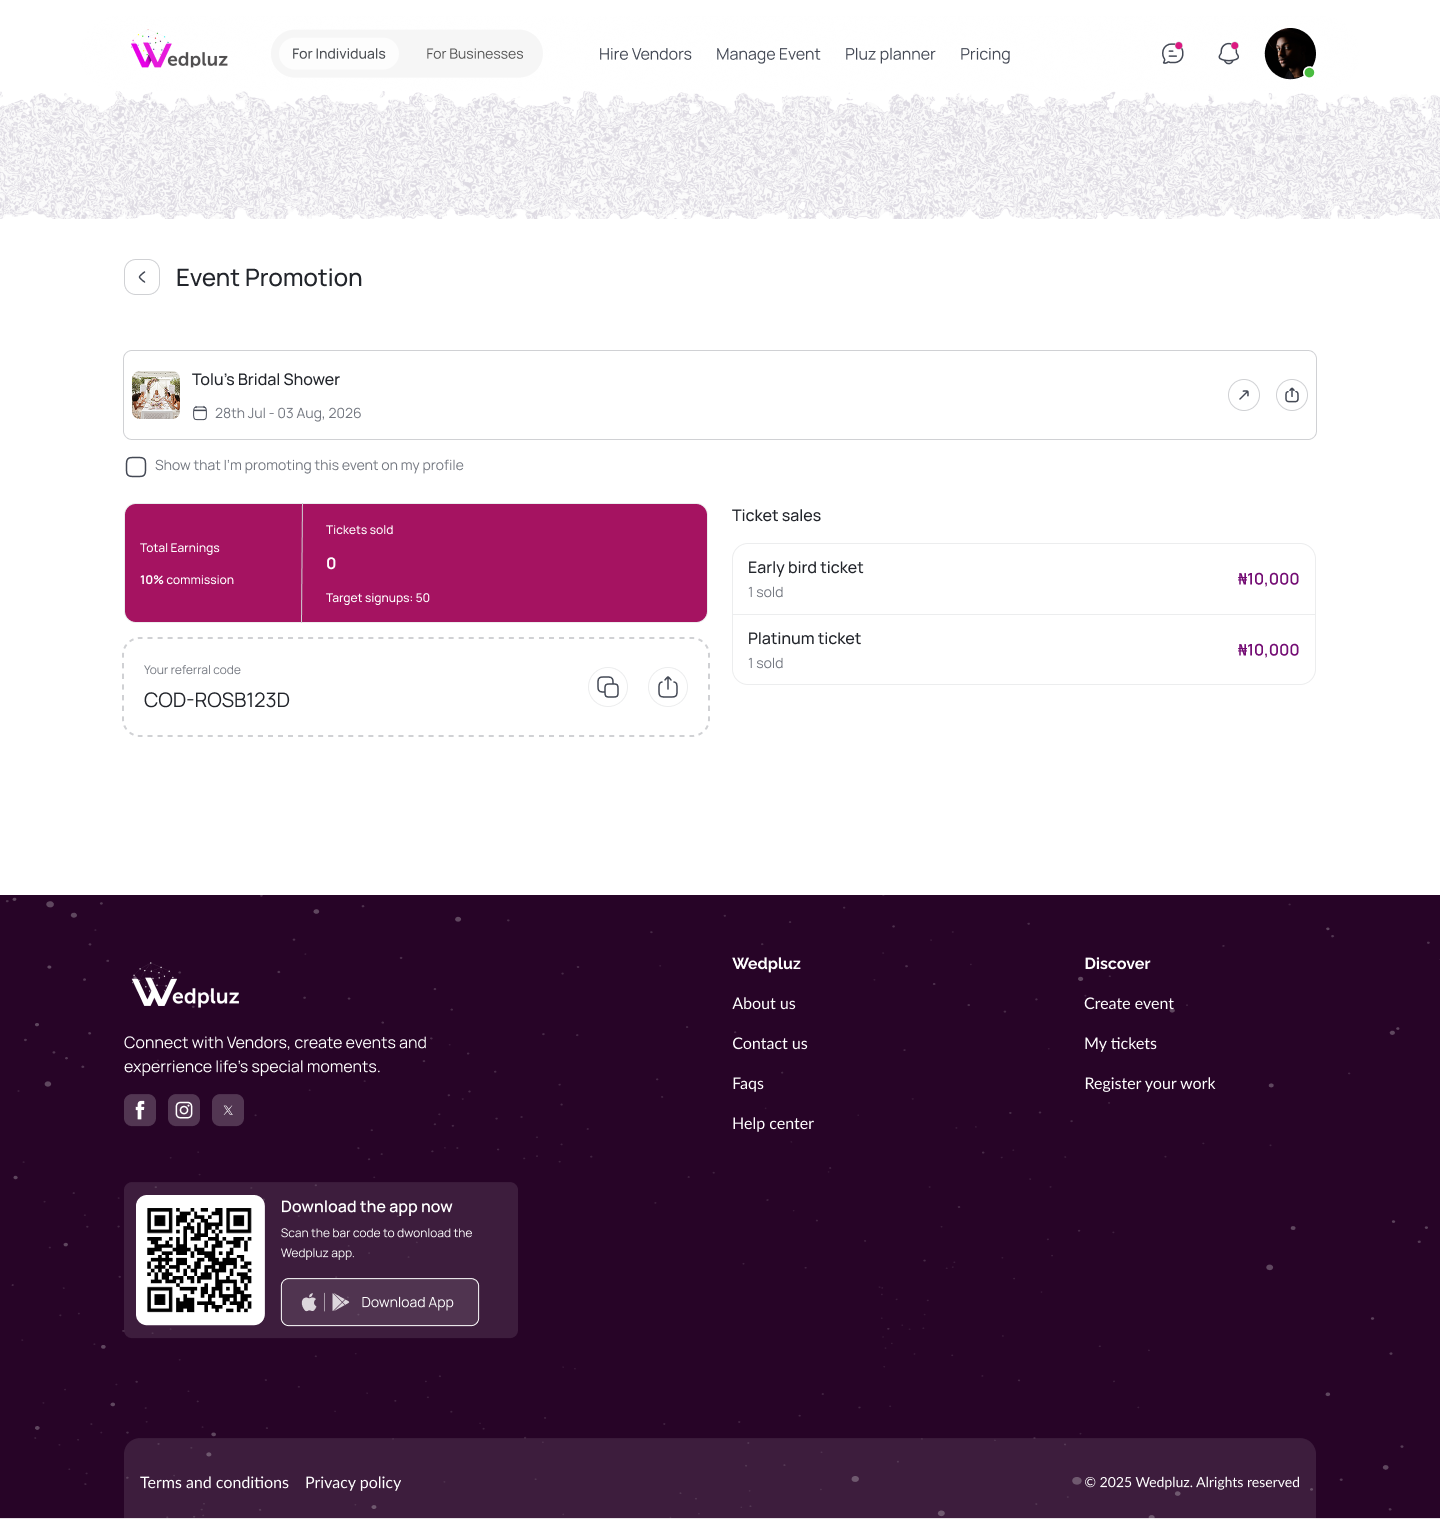 Wedpluz
For Individuals
For Businesses
Hire Vendors
Manage Event
Pluz planner
Pricing
Event Promotion
Tolu's Bridal Shower
28th Jul - 03 Aug, 2026
Show that I'm promoting this event on my profile
Total Earnings
10% commission
Tickets sold
0
Target signups: 50
Your referral code
COD-ROSB123D
Ticket sales
Early bird ticket
1 sold
₦10,000
Platinum ticket
1 sold
₦10,000
Wedpluz
Connect with Vendors, create events and
experrience life's special moments.
Download the app now
Scan the bar code to dwonload the
Wedpluz app.
Download App
Wedpluz
About us
Contact us
Faqs
Help center
Discover
Create event
My tickets
Register your work
Terms and conditions
Privacy policy
© 2025 Wedpluz. Alrights reserved